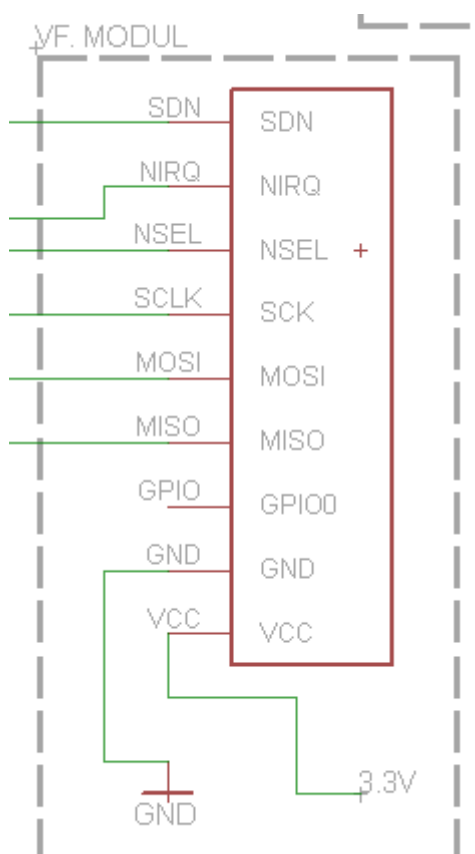 VF. MODUL
SDN SDN
NIRQ NIRQ
NSEL NSEL
SCLK SCK
MOSI MOSI
MISO MISO
GPIO GPIO0
GND GND
VCC VCC
3.3V
GND